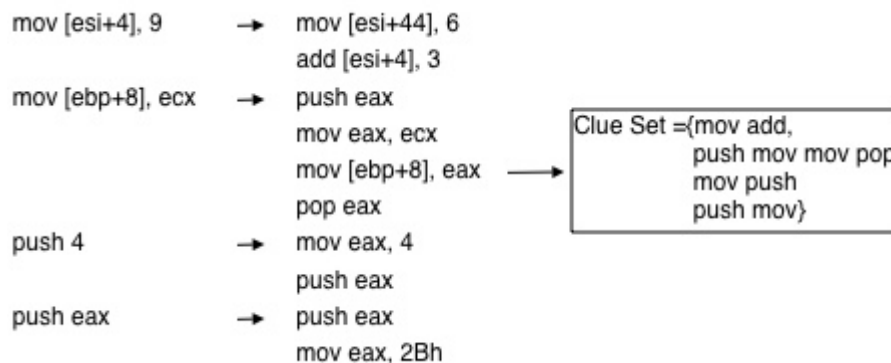 mov [esi+4], 9 → mov [esi+44], 6
add [esi+4], 3
mov [ebp+8], ecx → push eax
mov eax, ecx
mov [ebp+8], eax →
pop eax
push 4 → mov eax, 4
push eax
push eax → push eax
mov eax, 2Bh
Clue Set ={mov add,
push mov mov pop
mov push
push mov}